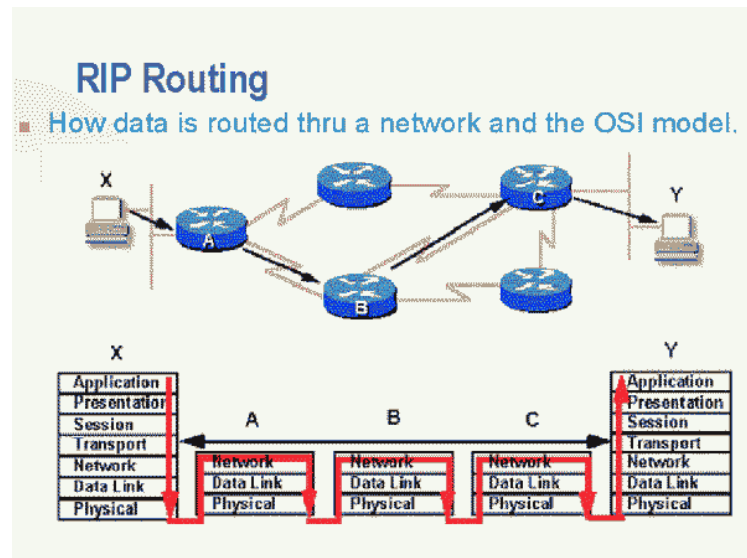 RIP Routing
How data is routed thru a network and the OSI model.
X
Y
A
B
C
X
Y
A
B
C
Application
Presentation
Session
Transport
Network
Data Link
Physical
Network
Data Link
Physical
Network
Data Link
Physical
Network
Data Link
Physical
Application
Presentation
Session
Transport
Network
Data Link
Physical